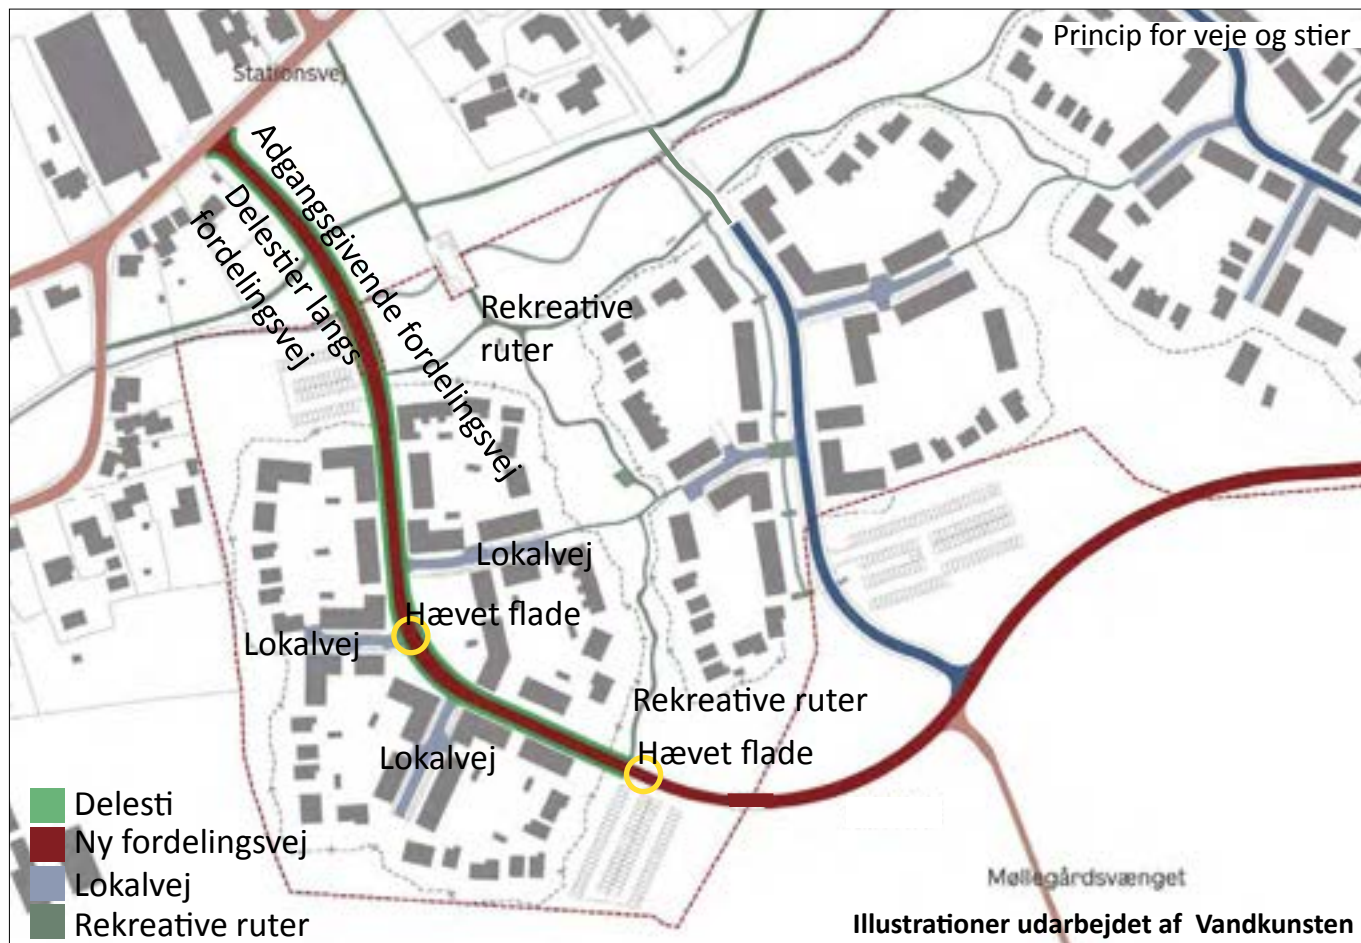 Princip for veje og stier
Stationsvej
Adgangsgivende fordelingsvej
Delestier langs
fordelingsvej
Rekreative
ruter
Lokalvej
Hævet flade
Lokalvej
Rekreative ruter
Hævet flade
Lokalvej
Delesti
Ny fordelingsvej
Lokalvej
Rekreative ruter
Møllegårdsvænget
Illustrationer udarbejdet af Vandkunsten